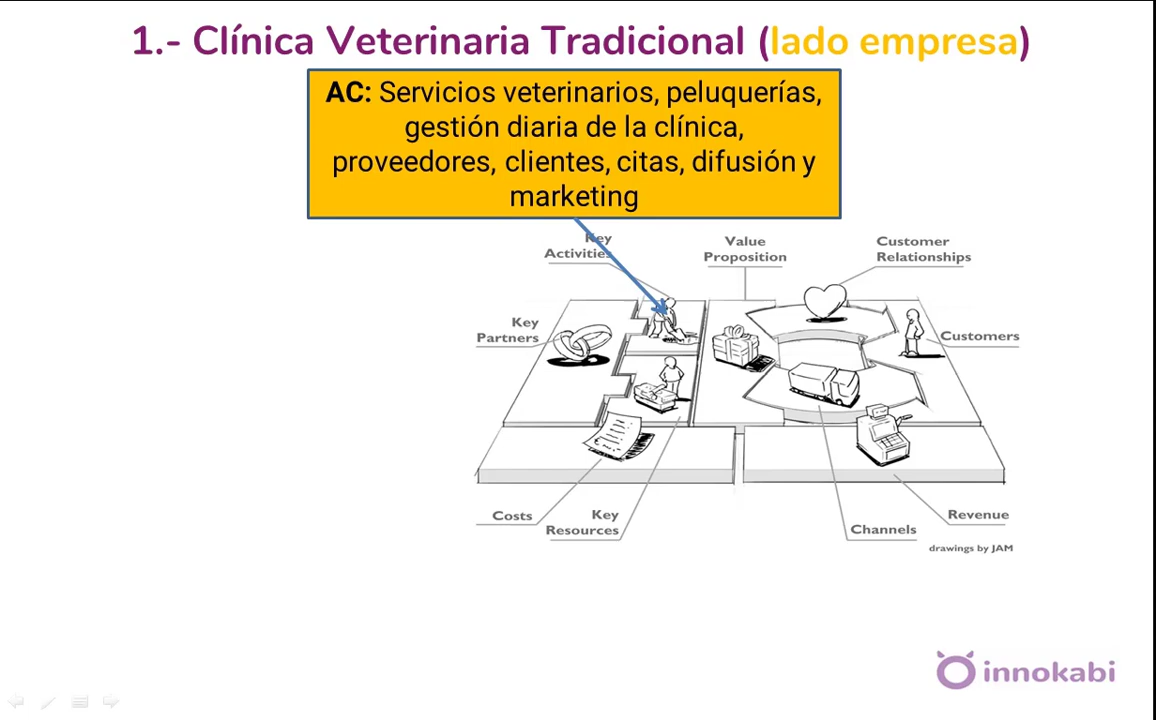 1.- Clínica Veterinaria Tradicional (lado empresa)
AC: Servicios veterinarios, peluquerías,
gestión diaria de la clínica,
proveedores, clientes, citas, difusión y
marketing
Key
Activities
Value
Proposition
Customer
Relationships
Key
Partners
Customers
Costs
Key
Resources
Channels
Revenue
drawings by JAM
innokabi